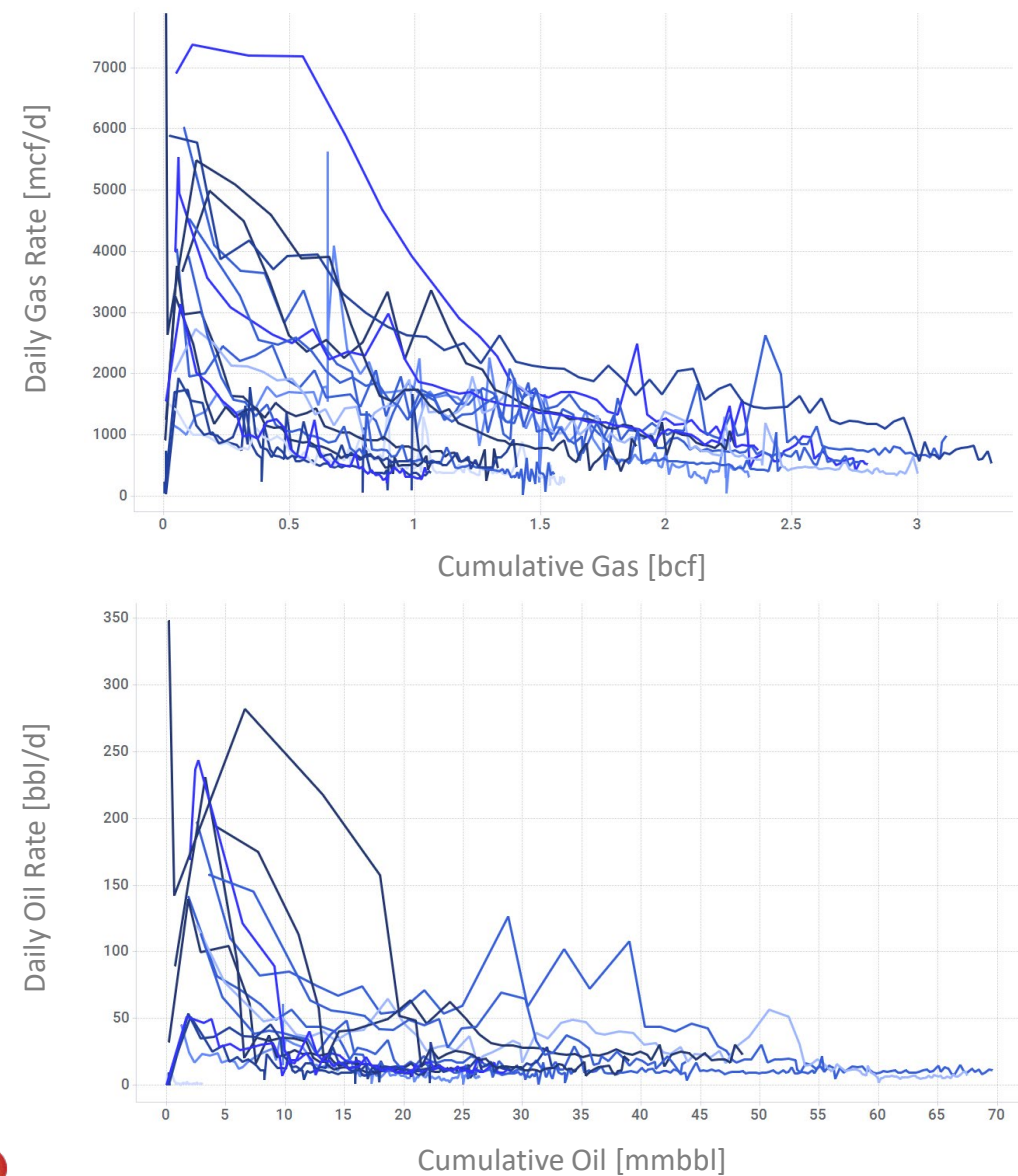 Daily Gas Rate [mcf/d]
7000
6000
5000
4000
3000
2000
1000
0
0 0.5 1 1.5 2 2.5 3
Cumulative Gas [bcf]
Daily Oil Rate [bbl/d]
350
300
250
200
150
100
50
0
0 5 10 15 20 25 30 35 40 45 50 55 60 65 70
Cumulative Oil [mmbbl]